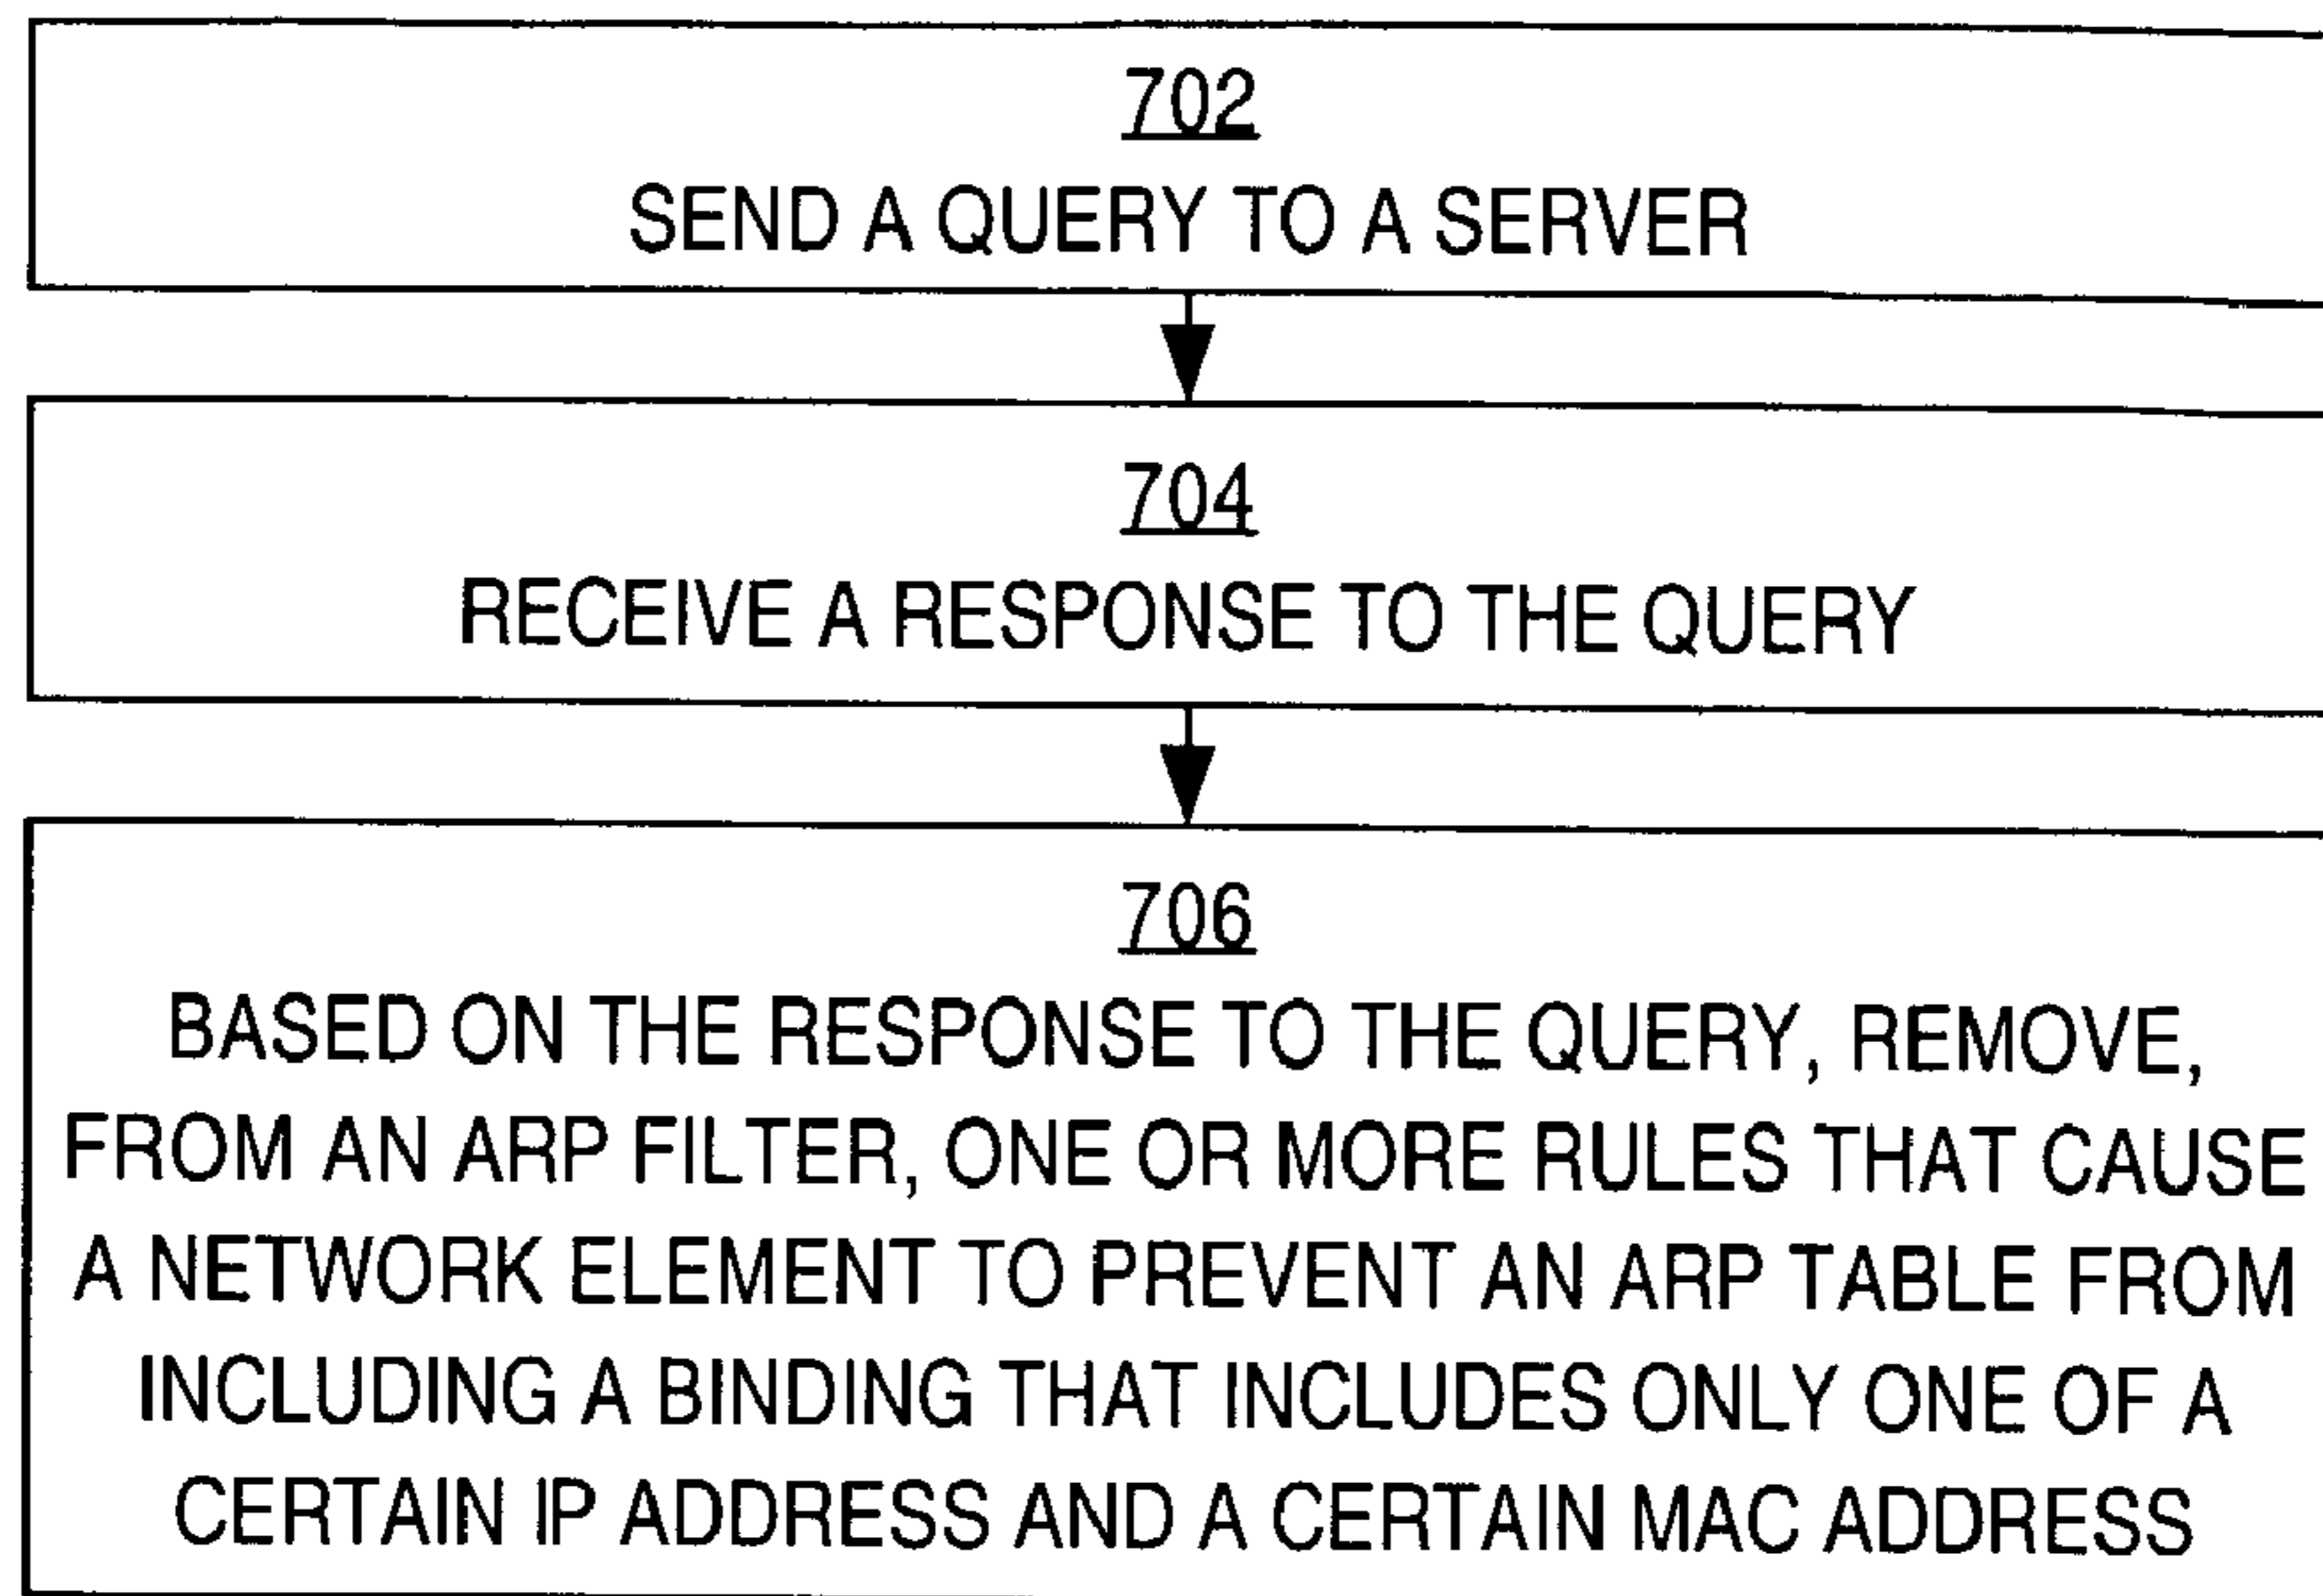 702
SEND A QUERY TO A SERVER
704
RECEIVE A RESPONSE TO THE QUERY
706
BASED ON THE RESPONSE TO THE QUERY, REMOVE,
FROM AN ARP FILTER, ONE OR MORE RULES THAT CAUSE
A NETWORK ELEMENT TO PREVENT AN ARP TABLE FROM
INCLUDING A BINDING THAT INCLUDES ONLY ONE OF A
CERTAIN IP ADDRESS AND A CERTAIN MAC ADDRESS